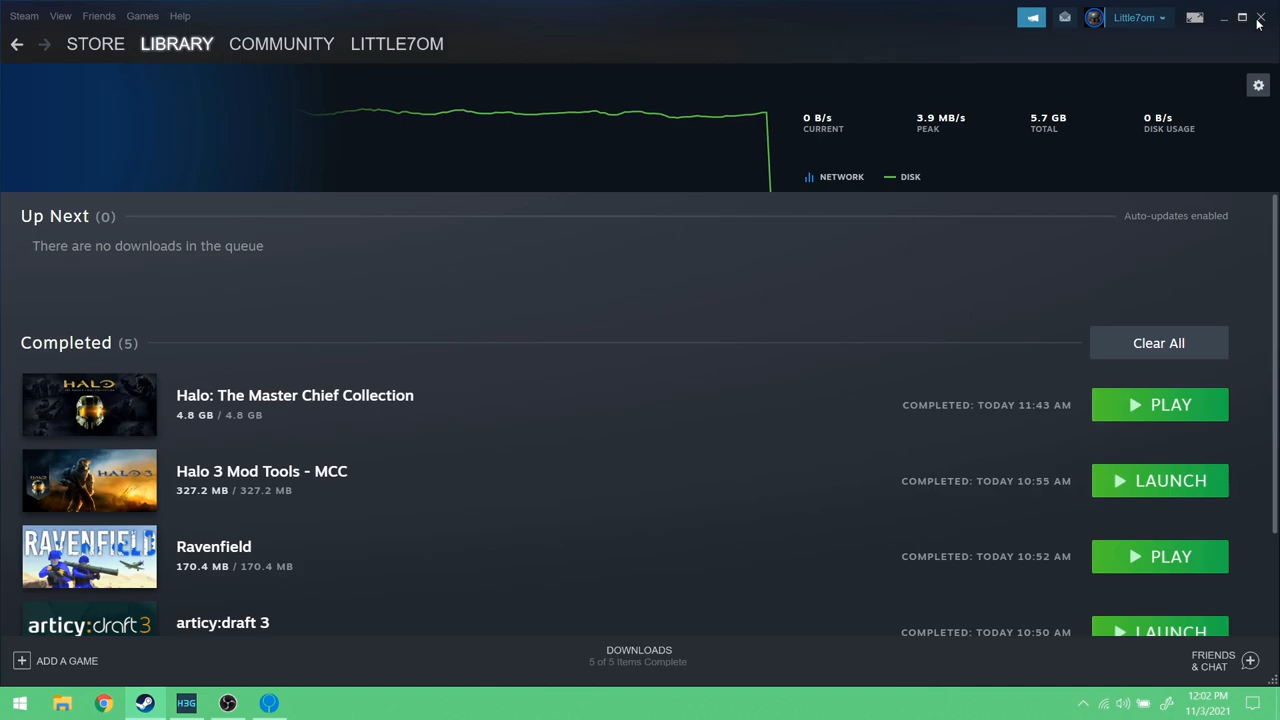 Steam View Friends Games Help
Little7om
STORE LIBRARY COMMUNITY LITTLE7OM
0 B/s 3.9 MB/s 5.7 GB 0 B/s
CURRENT PEAK TOTAL DISK USAGE
NETWORK DISK
Up Next (0) Auto-updates enabled
There are no downloads in the queue
Completed (5) Clear All
HALO
Halo: The Master Chief Collection
4.8 GB / 4.8 GB
COMPLETED: TODAY 11:43 AM PLAY
HALO 3
Halo 3 Mod Tools - MCC
327.2 MB / 327.2 MB
COMPLETED: TODAY 10:55 AM LAUNCH
RAVENFIELD
Ravenfield
170.4 MB / 170.4 MB
COMPLETED: TODAY 10:52 AM PLAY
articy:draft 3
articy:draft 3
COMPLETED: TODAY 10:50 AM LAUNCH
ADD A GAME
DOWNLOADS
5 of 5 Items Complete
FRIENDS
& CHAT
H3G
12:02 PM
11/3/2021